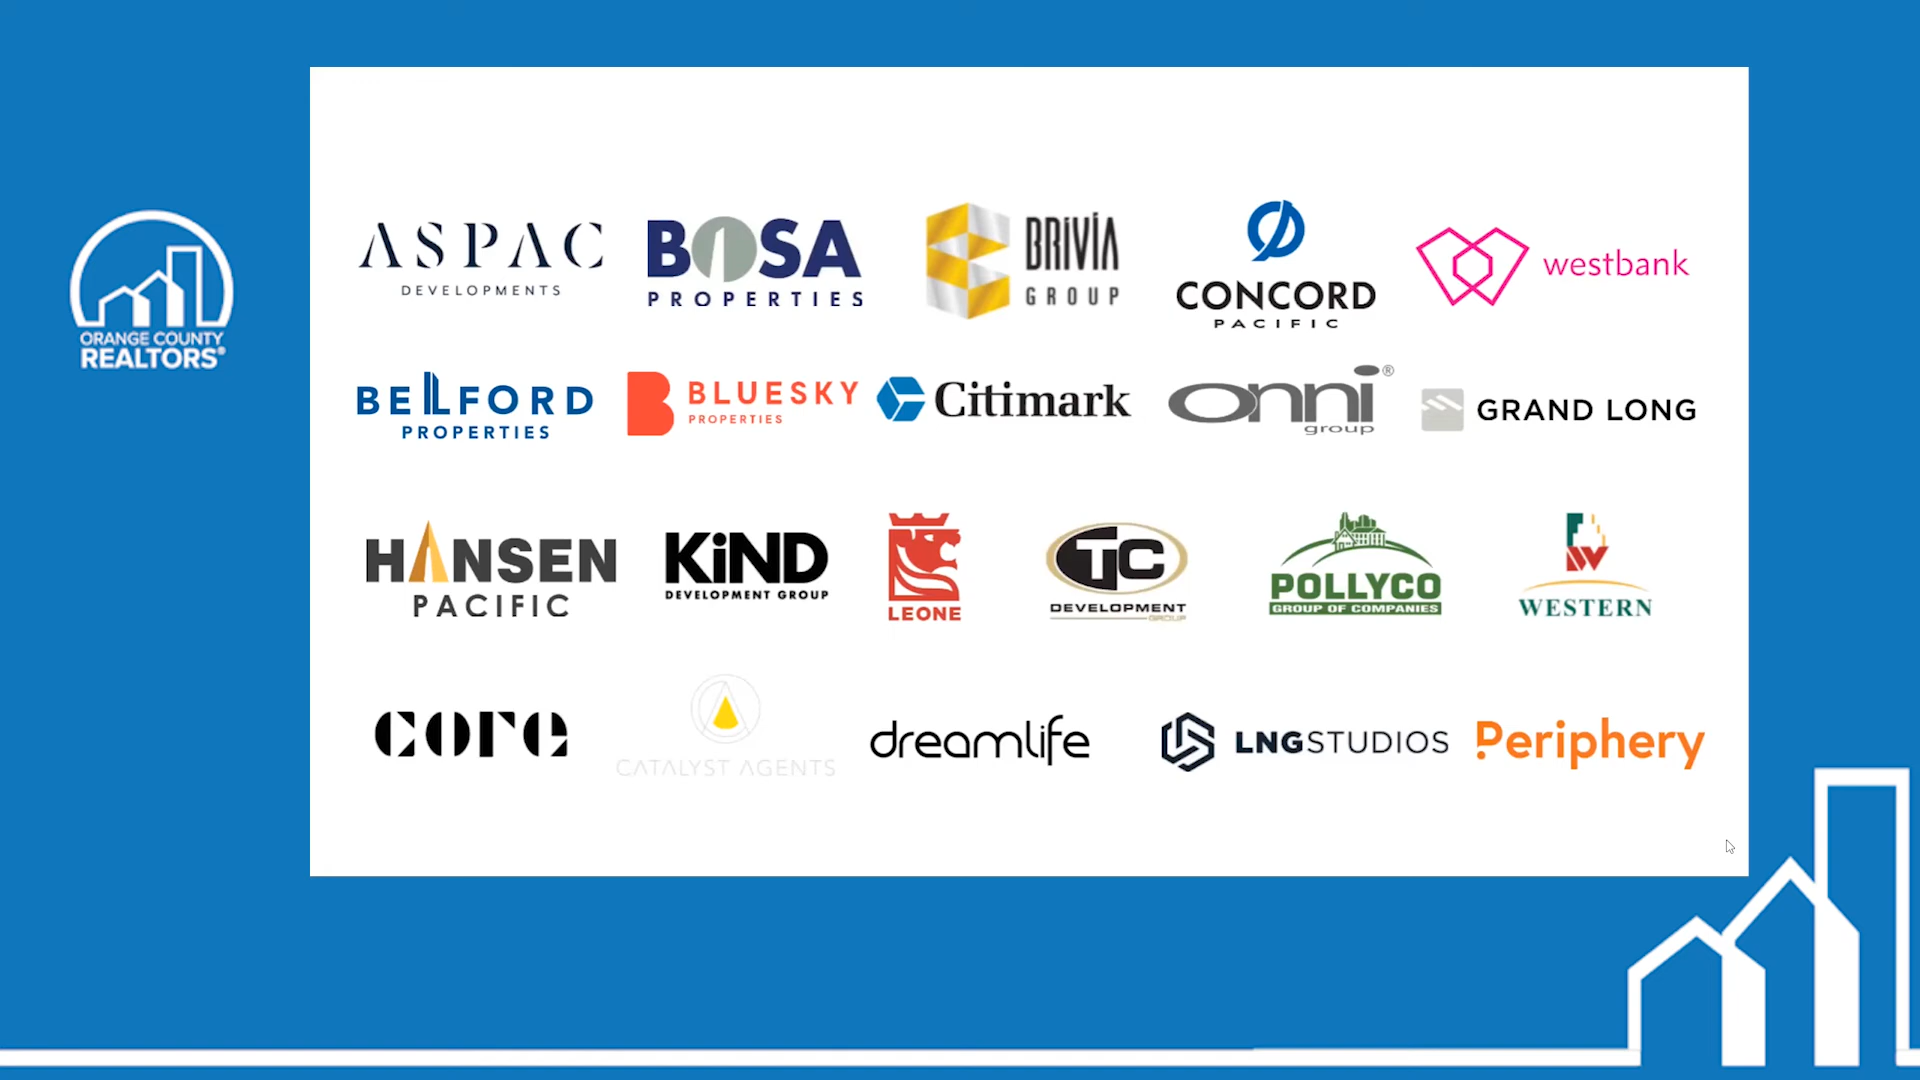 ORANGE COUNTY
REALTORS®
ASPAC
DEVELOPMENTS
BOSA
PROPERTIES
BRIVIA
GROUP
CONCORD
PACIFIC
westbank
BELLFORD
PROPERTIES
BLUESKY
PROPERTIES
Citimark
onni®
group
GRAND LONG
HANSEN
PACIFIC
KiND
DEVELOPMENT GROUP
LEONE
TC
DEVELOPMENT
GROUP
POLLYCO
GROUP OF COMPANIES
WESTERN
core
CATALYST AGENTS
dreamlife
LNGSTUDIOS
Periphery